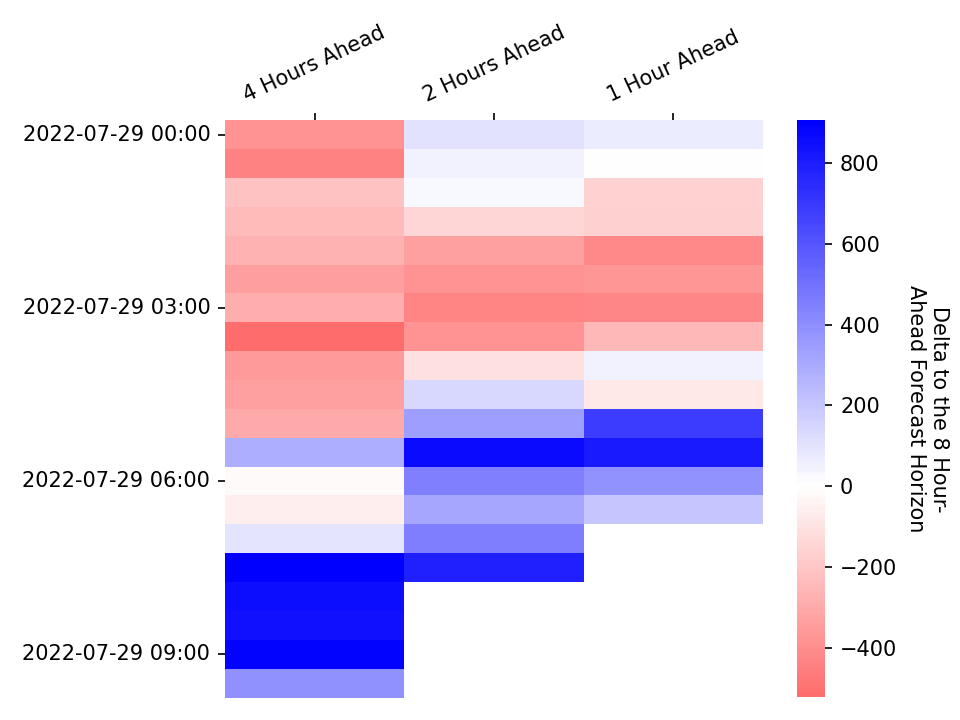 4 Hours Ahead
2 Hours Ahead
1 Hour Ahead
2022-07-29 00:00
2022-07-29 03:00
2022-07-29 06:00
2022-07-29 09:00
800
600
400
200
0
−200
−400
Delta to the 8 Hour-
Ahead Forecast Horizon